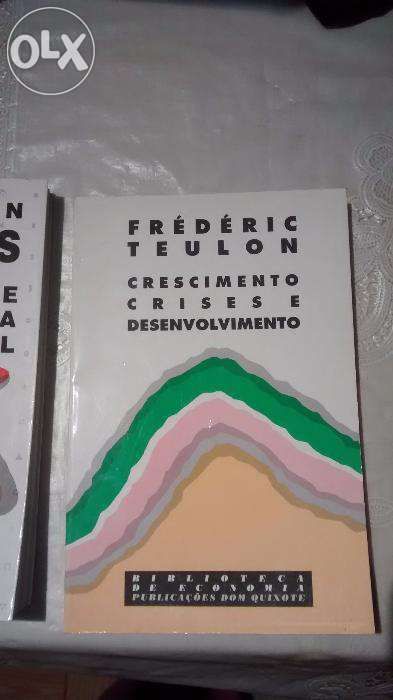 OLX
N
S
E
A
L
FRÉDÉRIC
TEULON
CRESCIMENTO
CRISES E
DESENVOLVIMENTO
BIBLIOTECA
DE ECONOMIA
PUBLICAÇÕES DOM QUIXOTE